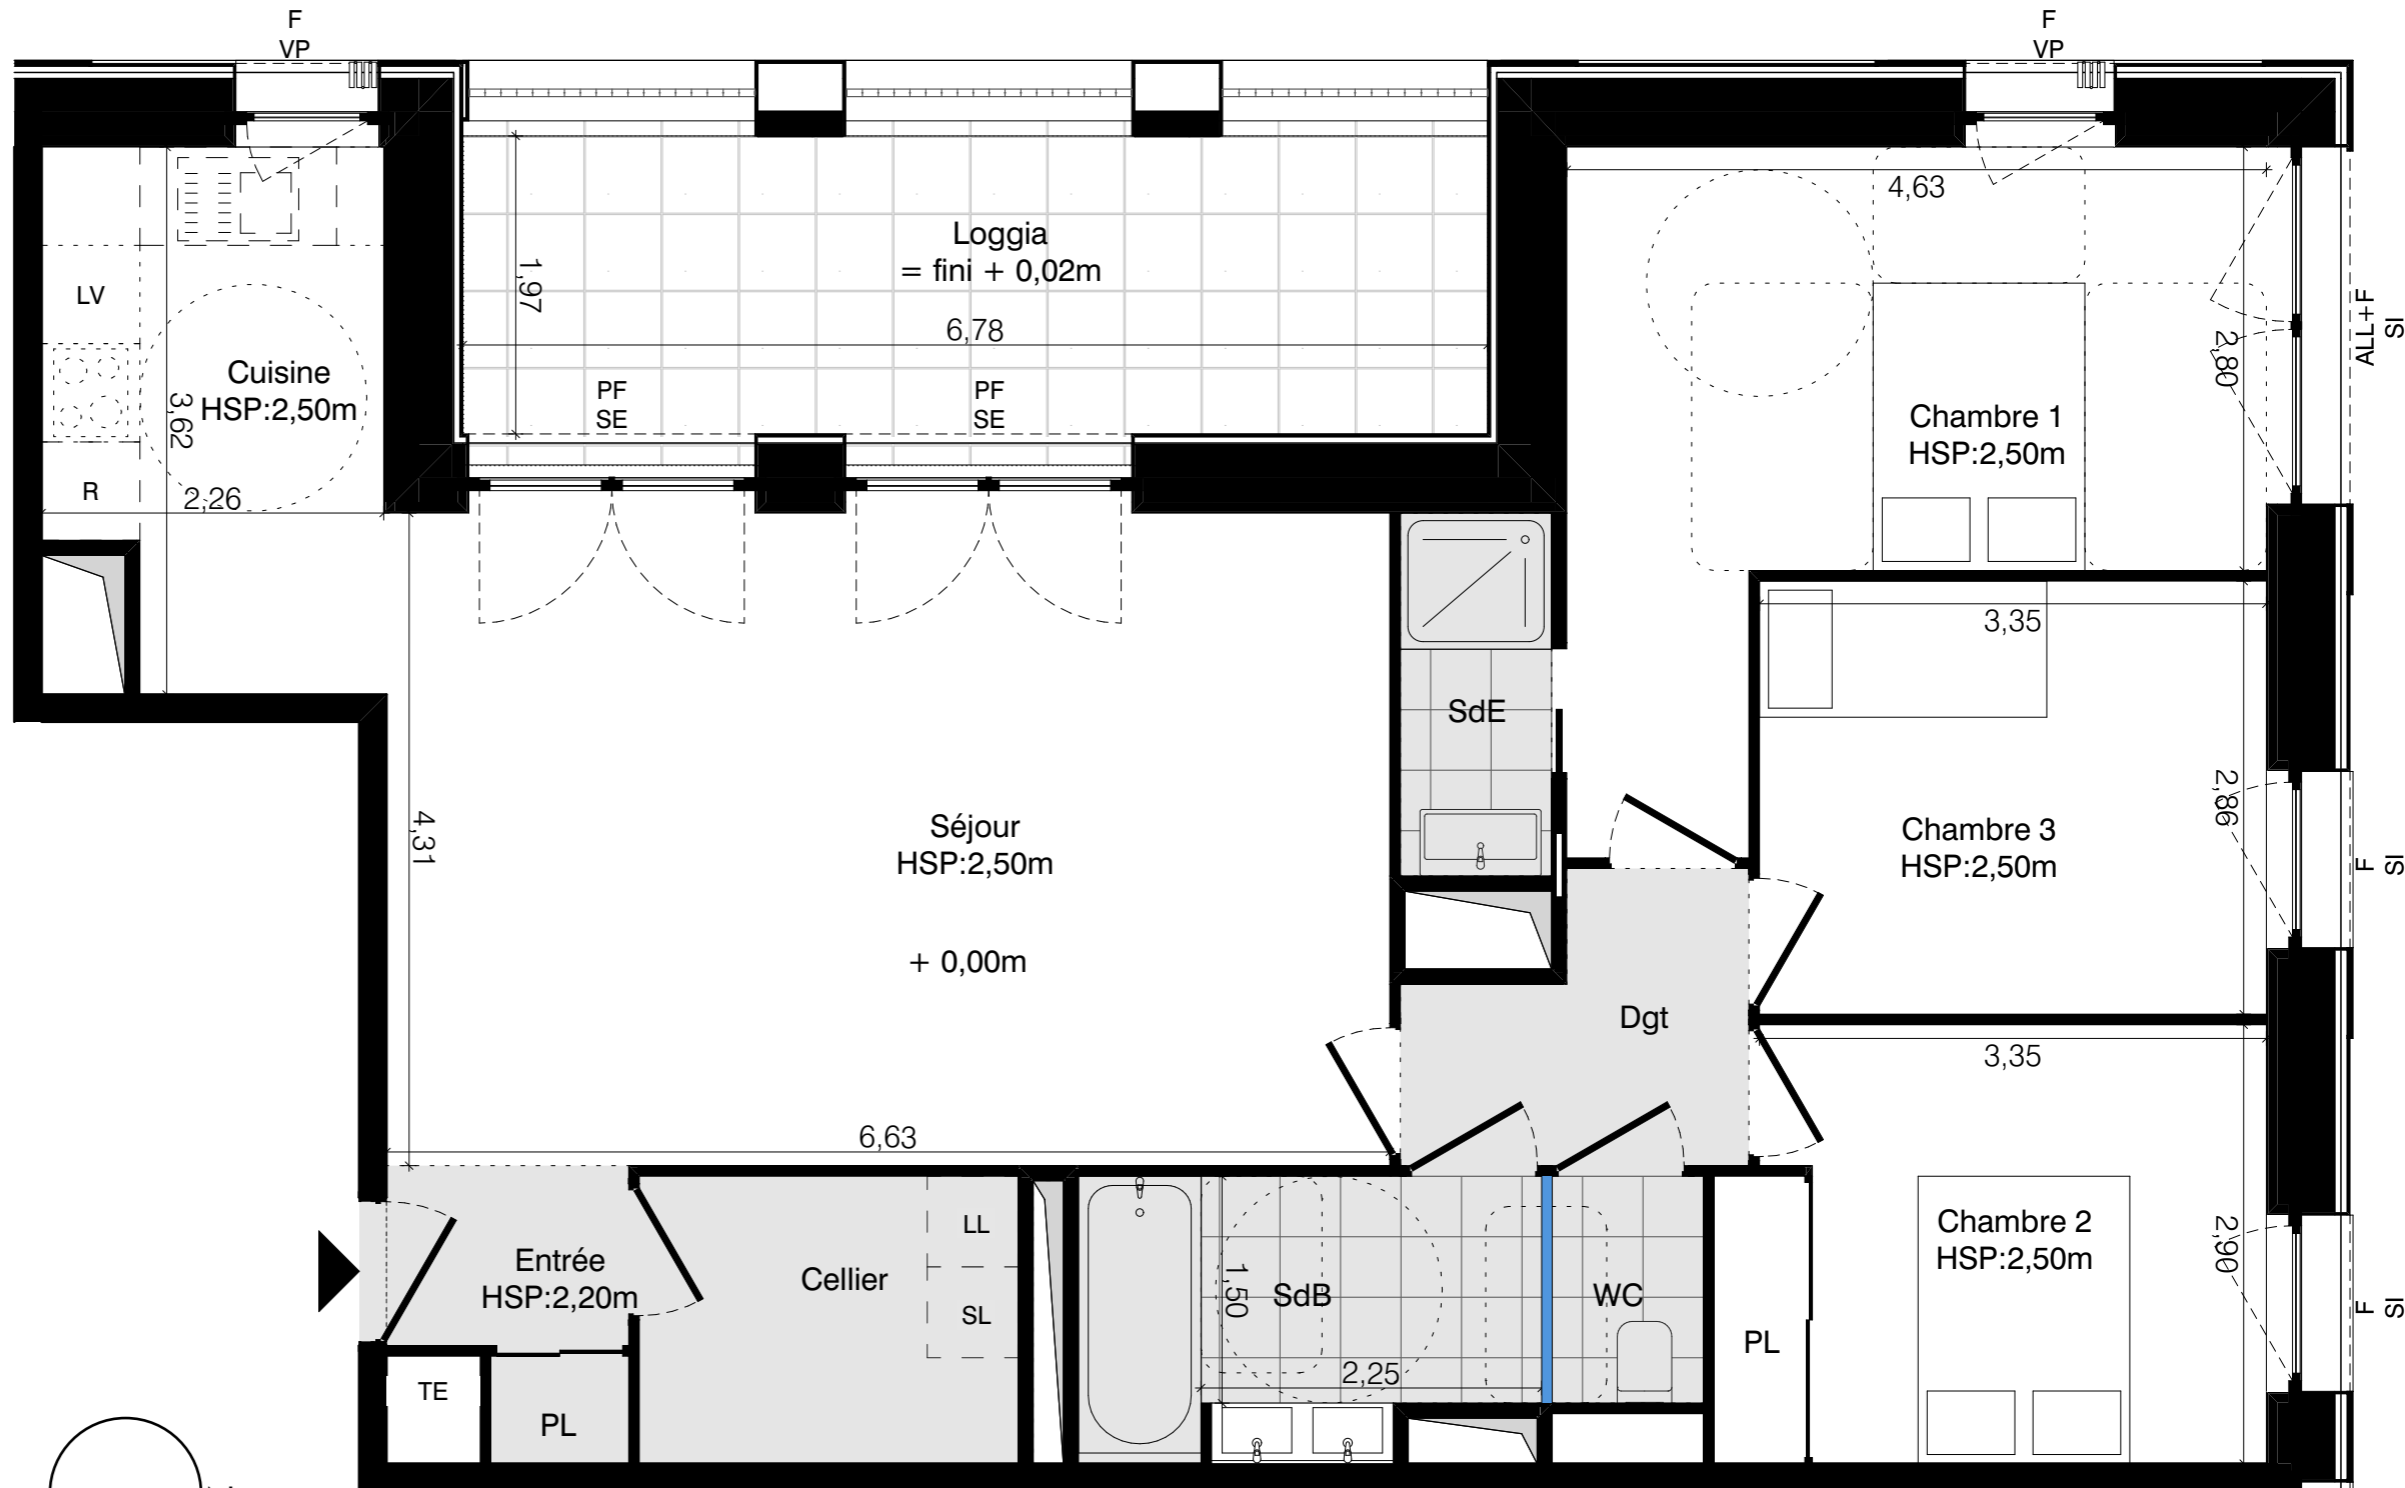 F
VP
F
VP
Loggia
= fini + 0,02m
1,97
6,78
PF
SE
PF
SE
4,63
ALL+F
SI
2,80
LV
Cuisine
HSP:2,50m
3,62
R
2,26
Chambre 1
HSP:2,50m
3,35
SdE
Séjour
HSP:2,50m
+ 0,00m
4,31
6,63
Chambre 3
HSP:2,50m
2,86
F
SI
Dgt
3,35
Entrée
HSP:2,20m
Cellier
LL
SL
TE
PL
1,50
SdB
2,25
WC
PL
Chambre 2
HSP:2,50m
2,90
F
SI